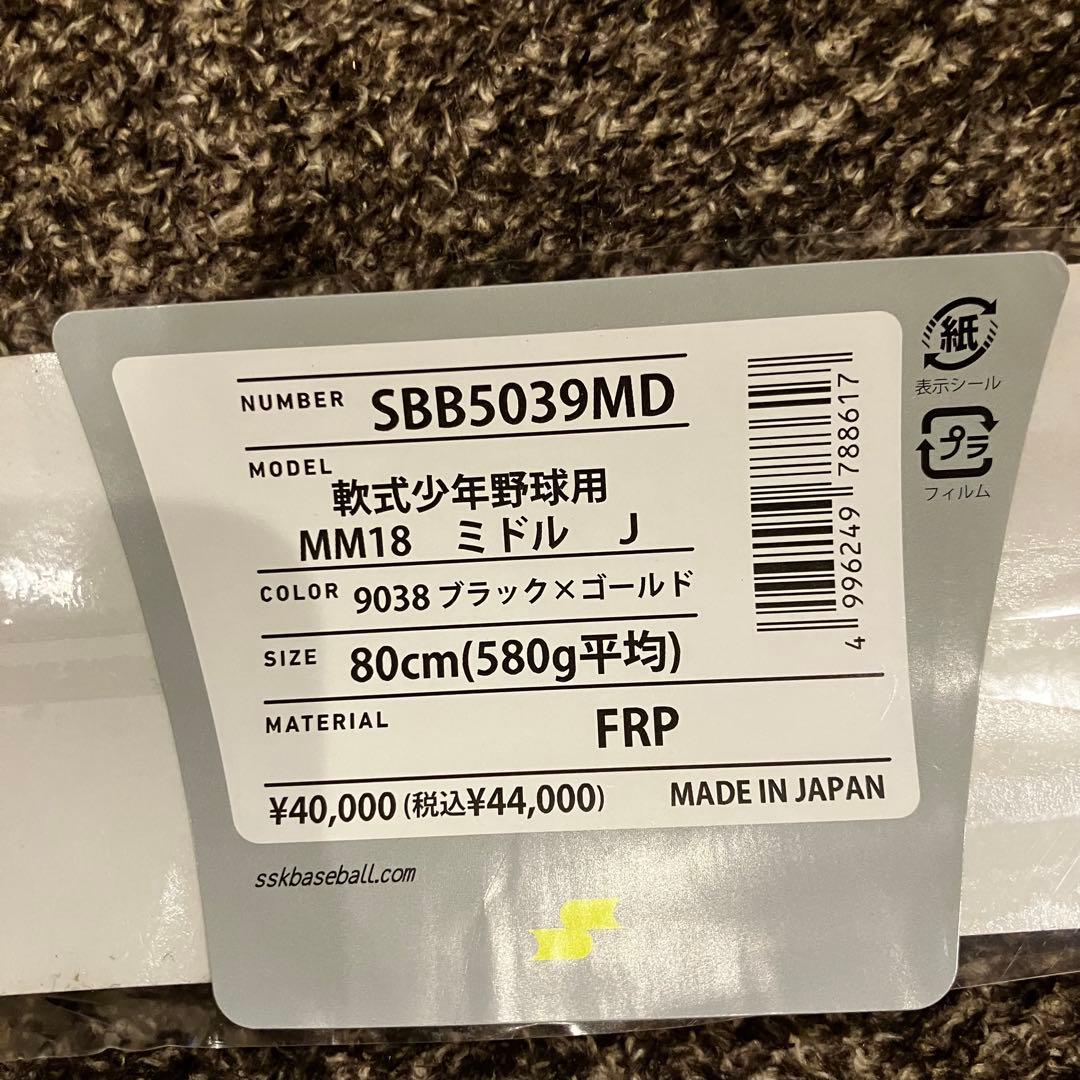 NUMBER SBB5039MD
MODEL
軟式少年野球用
MM18 ミドル J
COLOR 9038 ブラック×ゴールド
SIZE 80cm(580g平均)
MATERIAL FRP
¥40,000 (税込¥44,000) MADE IN JAPAN
4 996249 788617
紙
表示シール
プラ
フィルム
sskbaseball.com